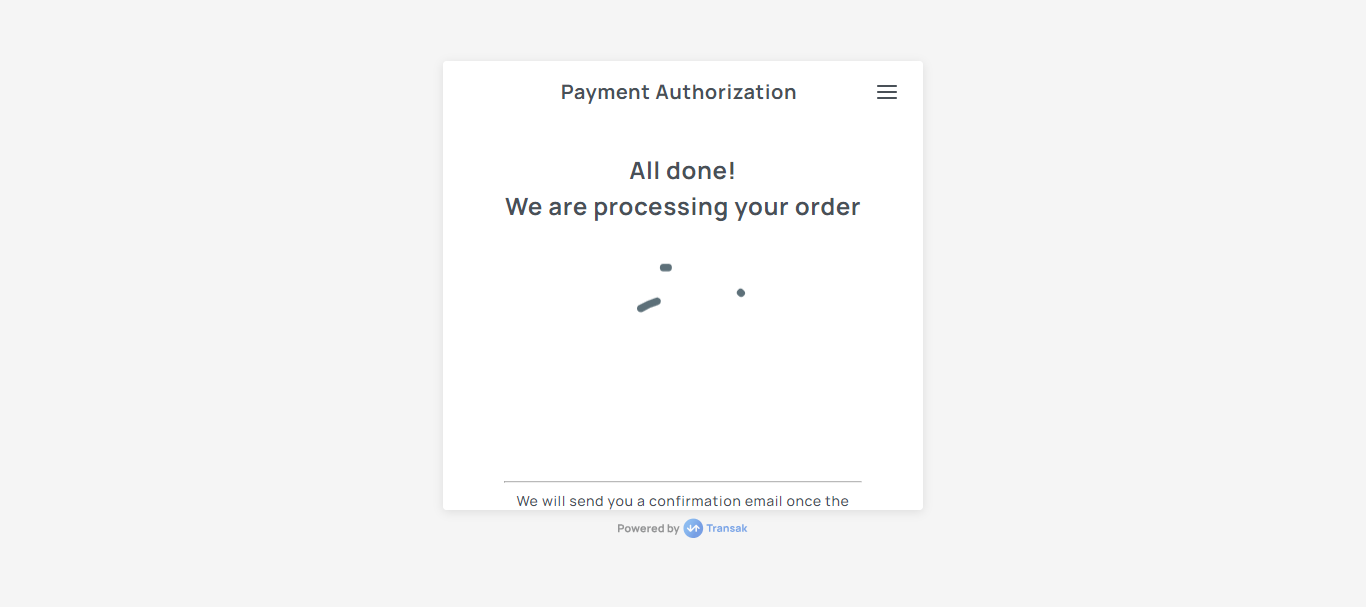 Payment Authorization
All done!
We are processing your order
We will send you a confirmation email once the
Powered by Transak